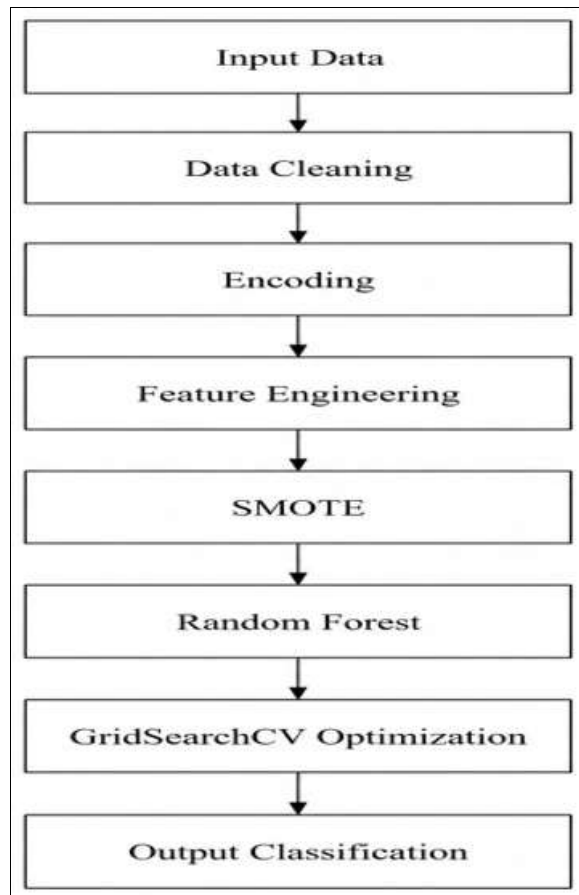 Input Data
Data Cleaning
Encoding
Feature Engineering
SMOTE
Random Forest
GridSearchCV Optimization
Output Classification